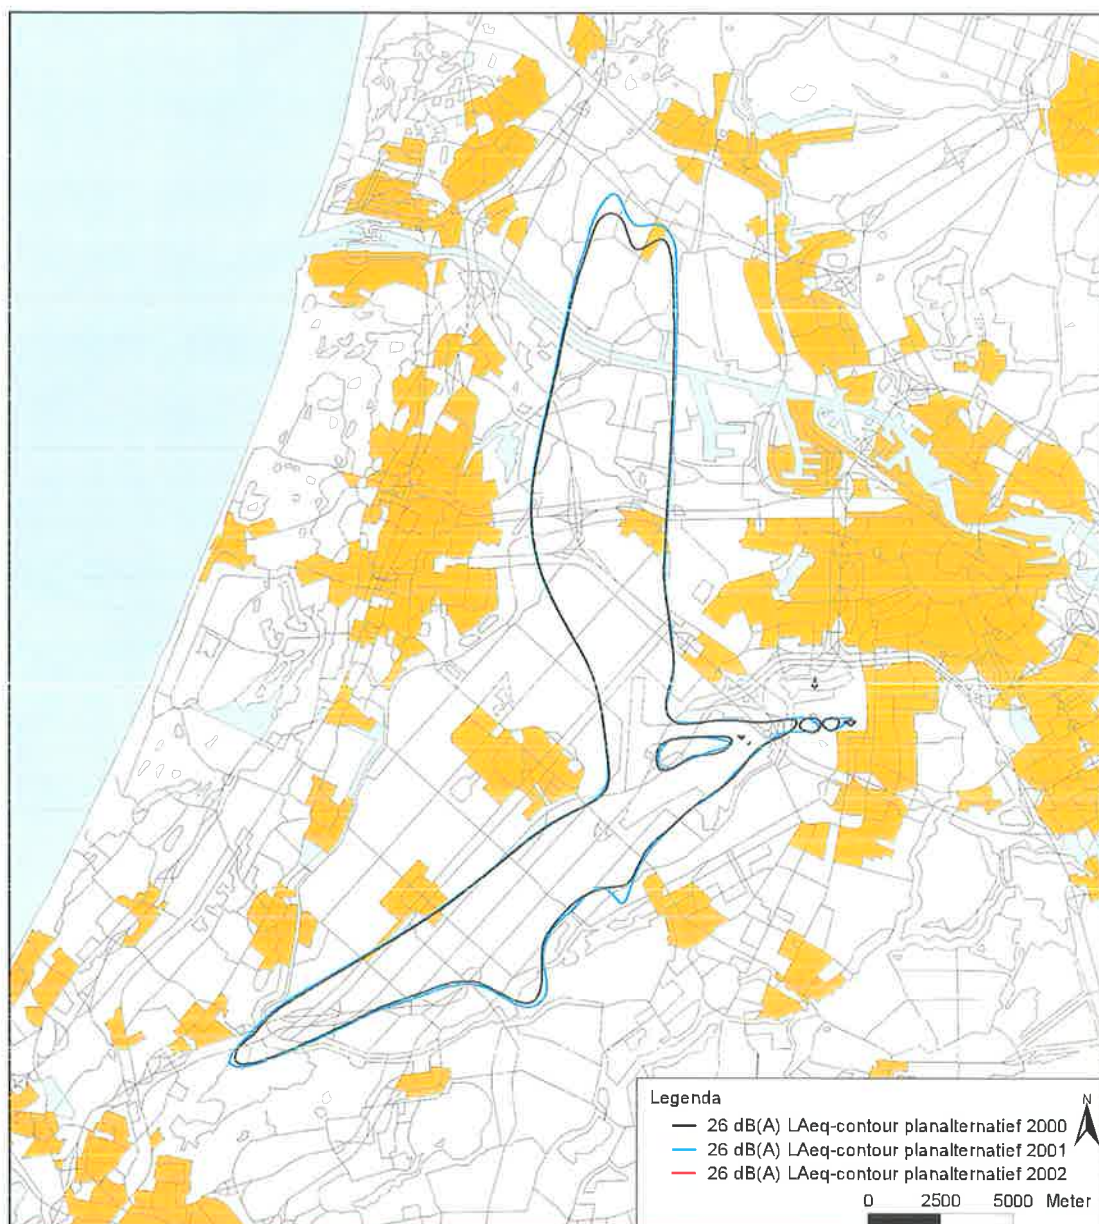 Legenda
N
26 dB(A) LAeq-contour planalternatief 2000
26 dB(A) LAeq-contour planalternatief 2001
26 dB(A) LAeq-contour planalternatief 2002
0 2500 5000 Meter